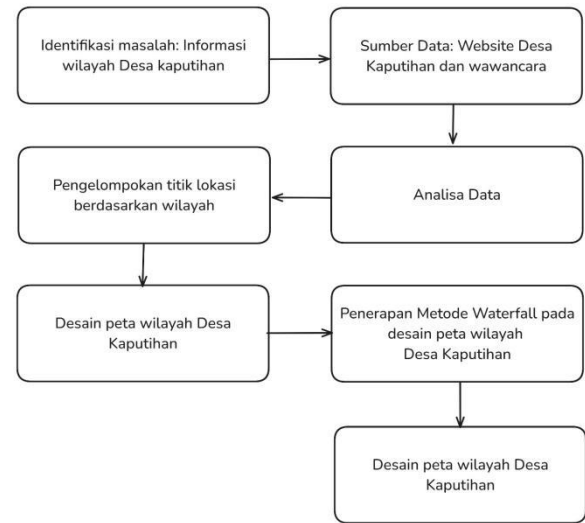 Identifikasi masalah: Informasi
wilayah Desa kaputihan
Sumber Data: Website Desa
Kaputihan dan wawancara
Analisa Data
Pengelompokan titik lokasi
berdasarkan wilayah
Desain peta wilayah Desa
Kaputihan
Penerapan Metode Waterfall pada
desain peta wilayah
Desa Kaputihan
Desain peta wilayah Desa
Kaputihan